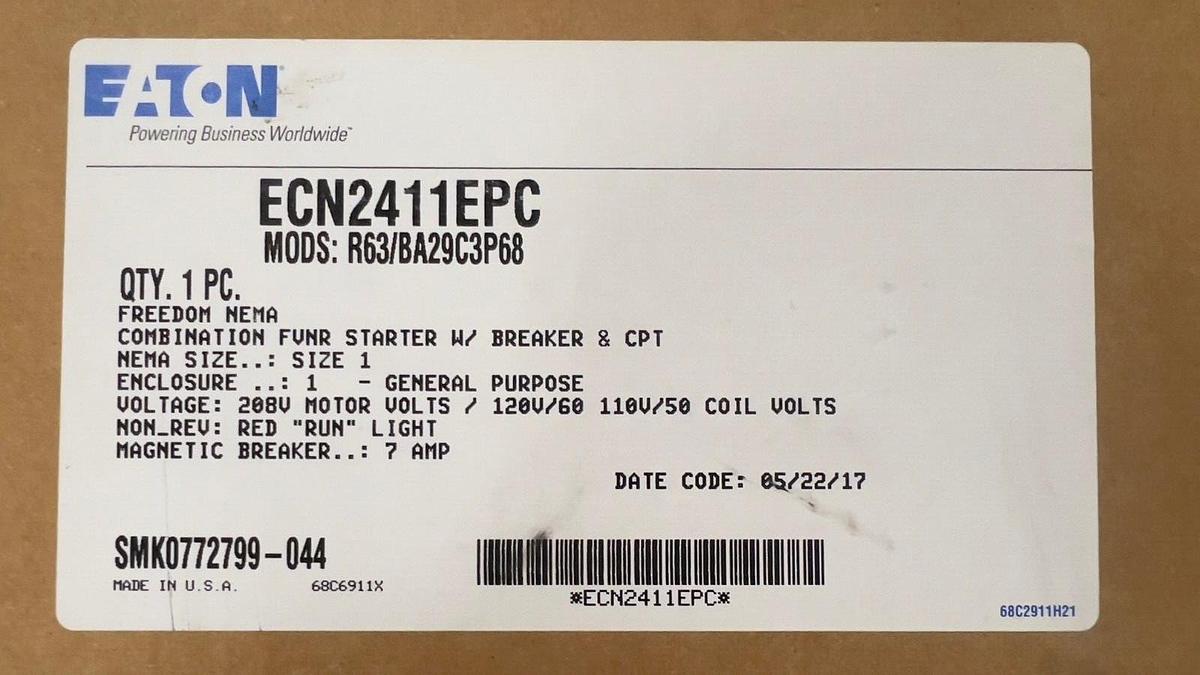 EATON
Powering Business Worldwide™
ECN2411EPC
MODS: R63/BA29C3P68
QTY. 1 PC.
FREEDOM NEMA
COMBINATION FVNR STARTER W/ BREAKER & CPT
NEMA SIZE..: SIZE 1
ENCLOSURE ..: 1 - GENERAL PURPOSE
VOLTAGE: 208V MOTOR VOLTS / 120V/60 110V/50 COIL VOLTS
NON_REV: RED "RUN" LIGHT
MAGNETIC BREAKER..: 7 AMP
DATE CODE: 05/22/17
SMK0772799-044
MADE IN U.S.A. 68C6911X
*ECN2411EPC*
68C2911H21